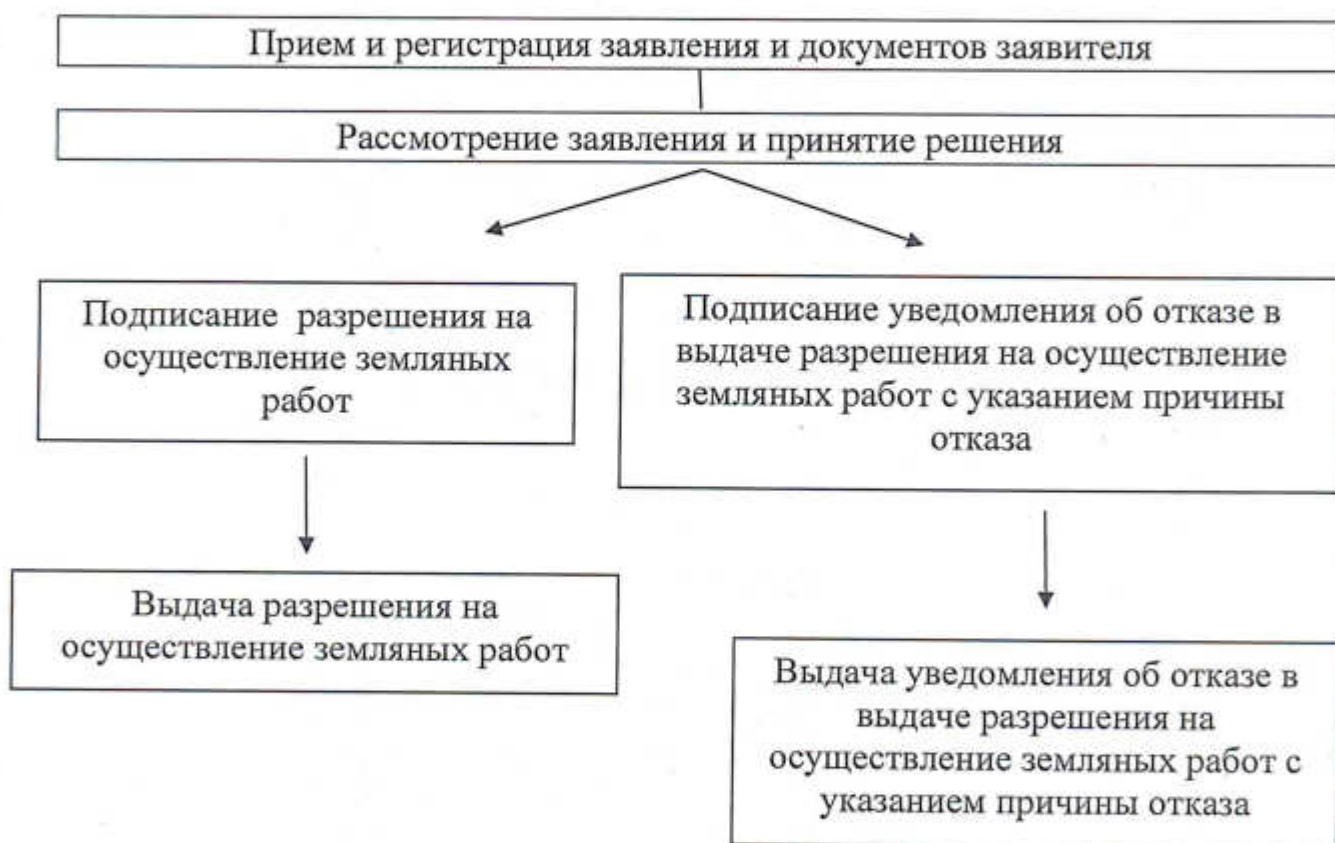 Прием и регистрация заявления и документов заявителя
Рассмотрение заявления и принятие решения
Подписание разрешения на
осуществление земляных
работ
Подписание уведомления об отказе в
выдаче разрешения на осуществление
земляных работ с указанием причины
отказа
Выдача разрешения на
осуществление земляных работ
Выдача уведомления об отказе в
выдаче разрешения на
осуществление земляных работ с
указанием причины отказа